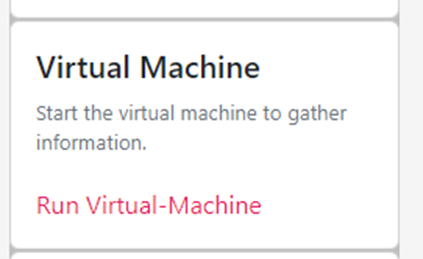 Virtual Machine
Start the virtual machine to gather
information.
Run Virtual-Machine